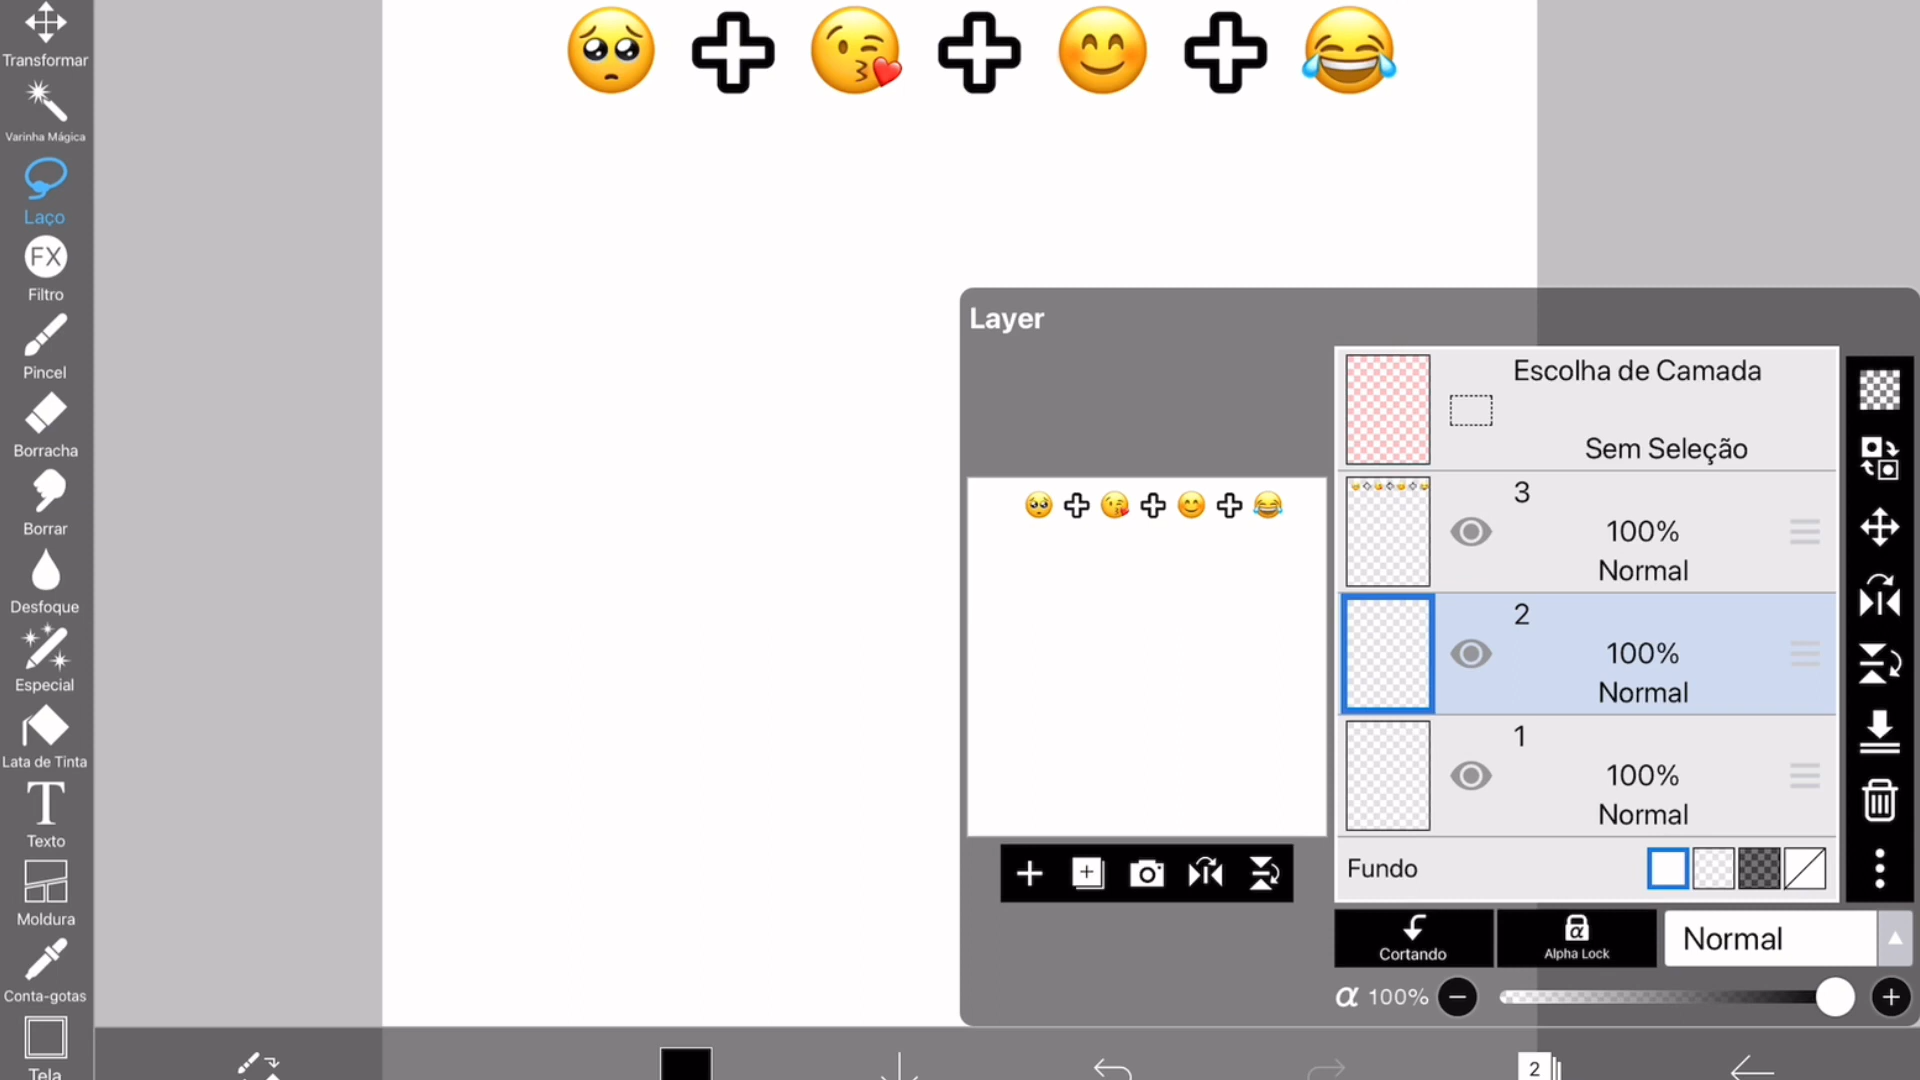 Transformar
Varinha Mágica
Laço
FX
Filtro
Pincel
Borracha
Borrar
Desfoque
Especial
Lata de Tinta
T
Texto
Moldura
Conta-gotas
Tela
Layer
Escolha de Camada
Sem Seleção
3
100%
Normal
2
100%
Normal
1
100%
Normal
Fundo
Cortando
α
Alpha Lock
Normal
α 100%
2